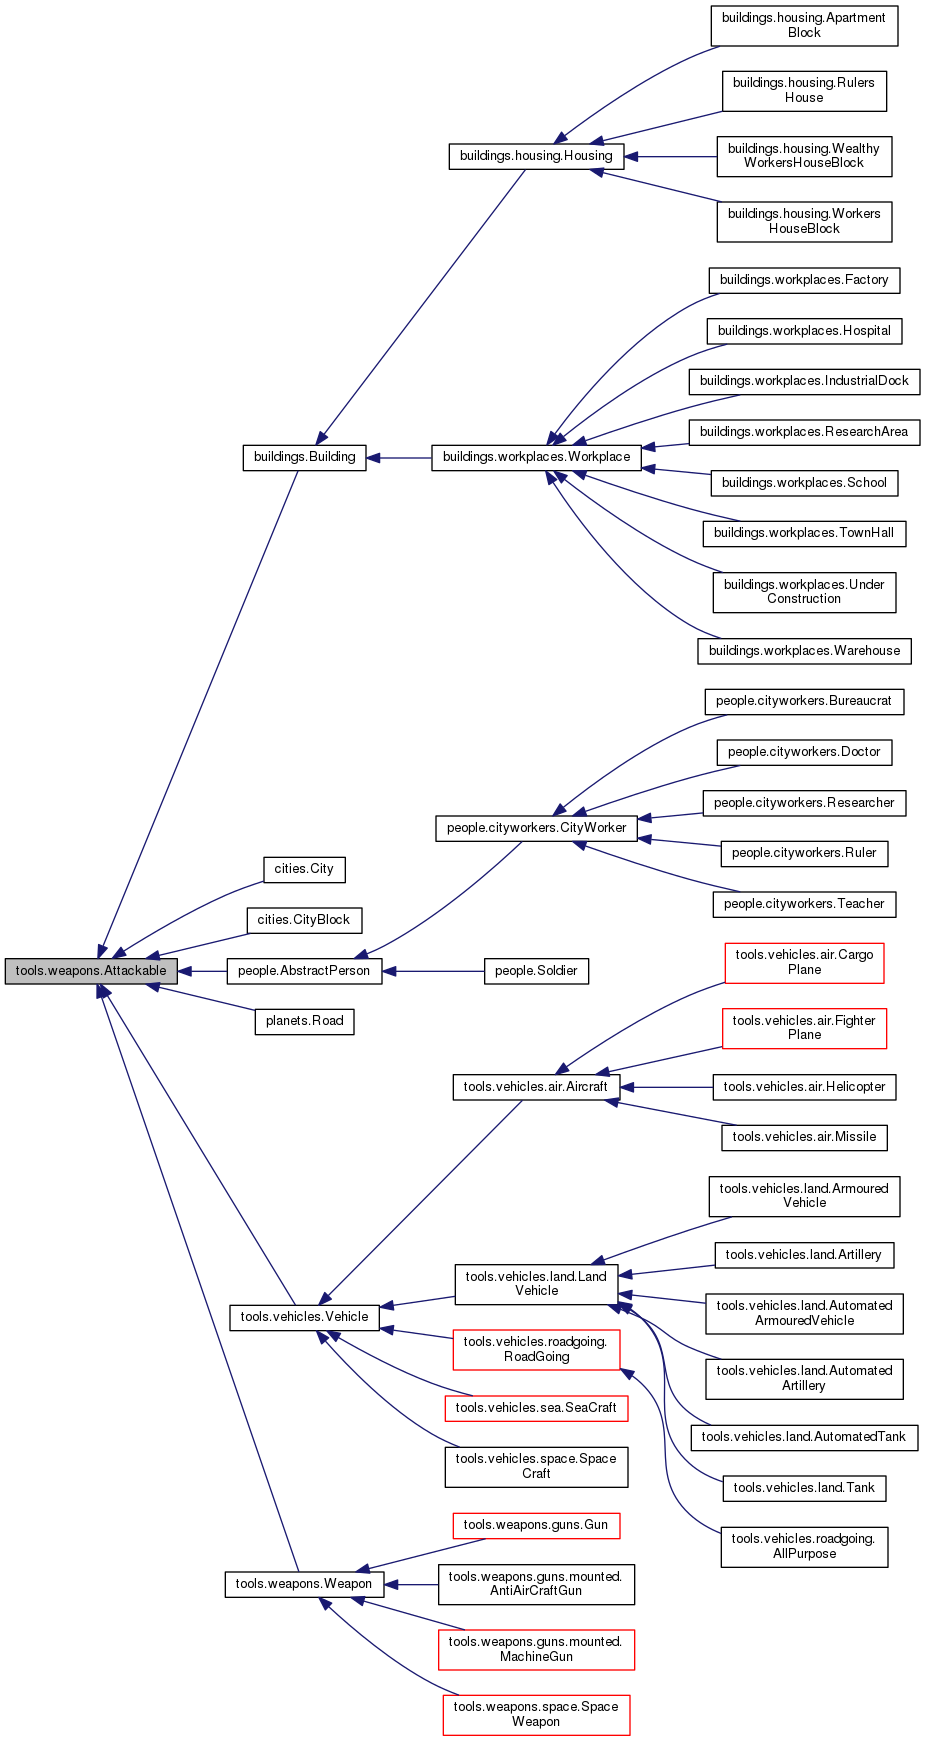 buildings.housing.Apartment
Block
buildings.housing.Rulers
House
buildings.housing.Housing
buildings.housing.Wealthy
WorkersHouseBlock
buildings.housing.Workers
HouseBlock
buildings.workplaces.Factory
buildings.workplaces.Hospital
buildings.workplaces.IndustrialDock
buildings.workplaces.ResearchArea
buildings.Building
buildings.workplaces.Workplace
buildings.workplaces.School
buildings.workplaces.TownHall
buildings.workplaces.Under
Construction
buildings.workplaces.Warehouse
people.cityworkers.Bureaucrat
people.cityworkers.Doctor
people.cityworkers.Researcher
people.cityworkers.CityWorker
people.cityworkers.Ruler
cities.City
people.cityworkers.Teacher
cities.CityBlock
tools.weapons.Attackable
people.AbstractPerson
people.Soldier
tools.vehicles.air.Cargo
Plane
planets.Road
tools.vehicles.air.Fighter
Plane
tools.vehicles.air.Aircraft
tools.vehicles.air.Helicopter
tools.vehicles.air.Missile
tools.vehicles.land.Armoured
Vehicle
tools.vehicles.land.Artillery
tools.vehicles.land.Land
Vehicle
tools.vehicles.land.Automated
ArmouredVehicle
tools.vehicles.Vehicle
tools.vehicles.roadgoing.
RoadGoing
tools.vehicles.land.Automated
Artillery
tools.vehicles.sea.SeaCraft
tools.vehicles.land.AutomatedTank
tools.vehicles.space.Space
Craft
tools.vehicles.land.Tank
tools.weapons.guns.Gun
tools.vehicles.roadgoing.
AllPurpose
tools.weapons.Weapon
tools.weapons.guns.mounted.
AntiAirCraftGun
tools.weapons.guns.mounted.
MachineGun
tools.weapons.space.Space
Weapon